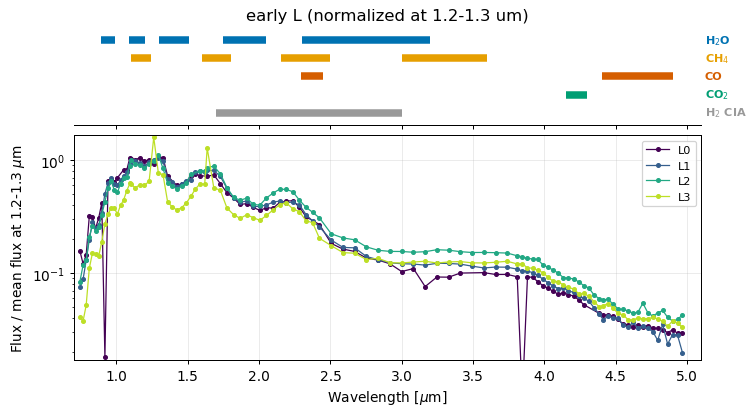 early L (normalized at 1.2-1.3 um)
H₂O
CH₄
CO
CO₂
H₂ CIA
Flux / mean flux at 1.2-1.3 μm
10⁰
10⁻¹
L0
L1
L2
L3
1.0 1.5 2.0 2.5 3.0 3.5 4.0 4.5 5.0
Wavelength [μm]